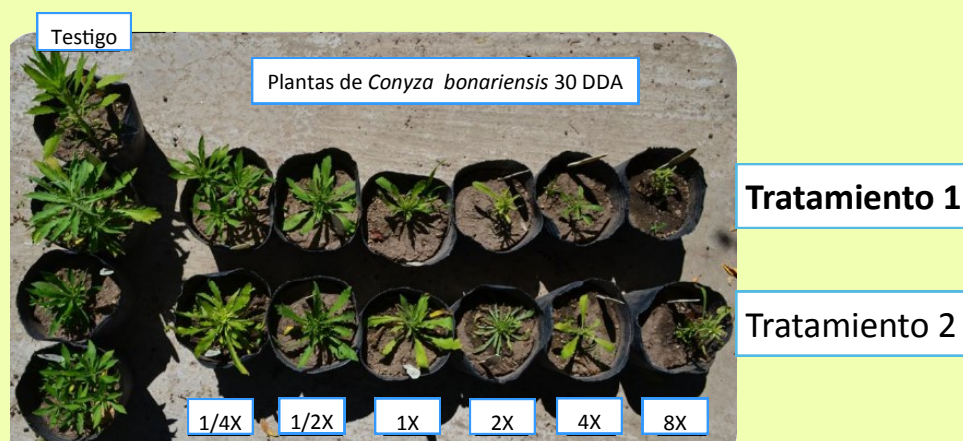 Testigo
Plantas de Conyza bonariensis 30 DDA
Tratamiento 1
Tratamiento 2
1/4X 1/2X 1X 2X 4X 8X